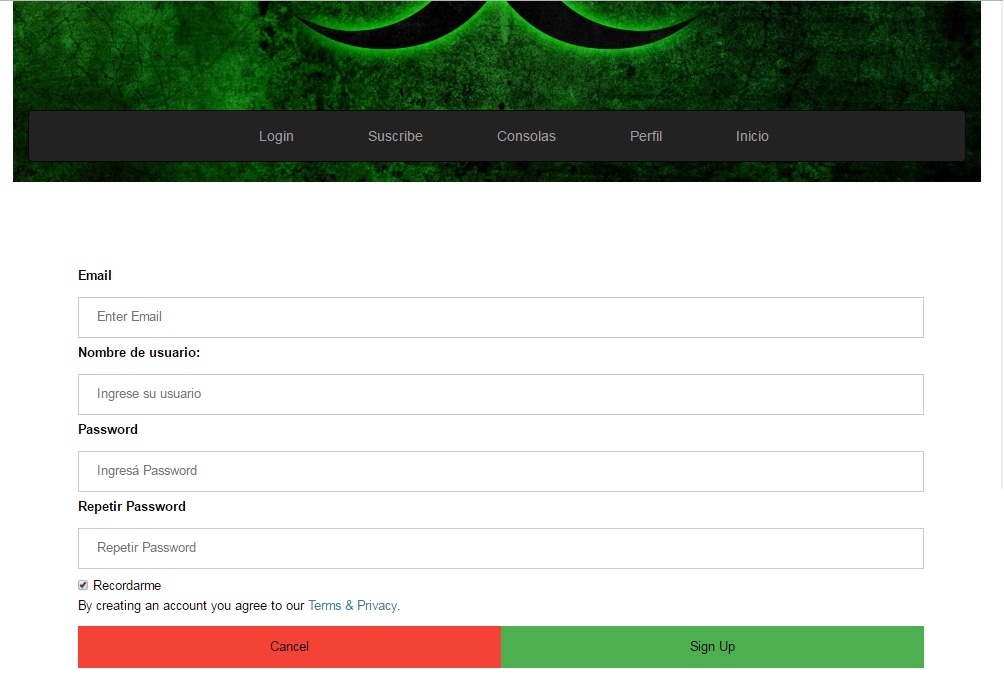 Login Suscribe Consolas Perfil Inicio
Email
Enter Email
Nombre de usuario:
Ingrese su usuario
Password
Ingresá Password
Repetir Password
Repetir Password
Recordarme
By creating an account you agree to our Terms & Privacy.
Cancel Sign Up